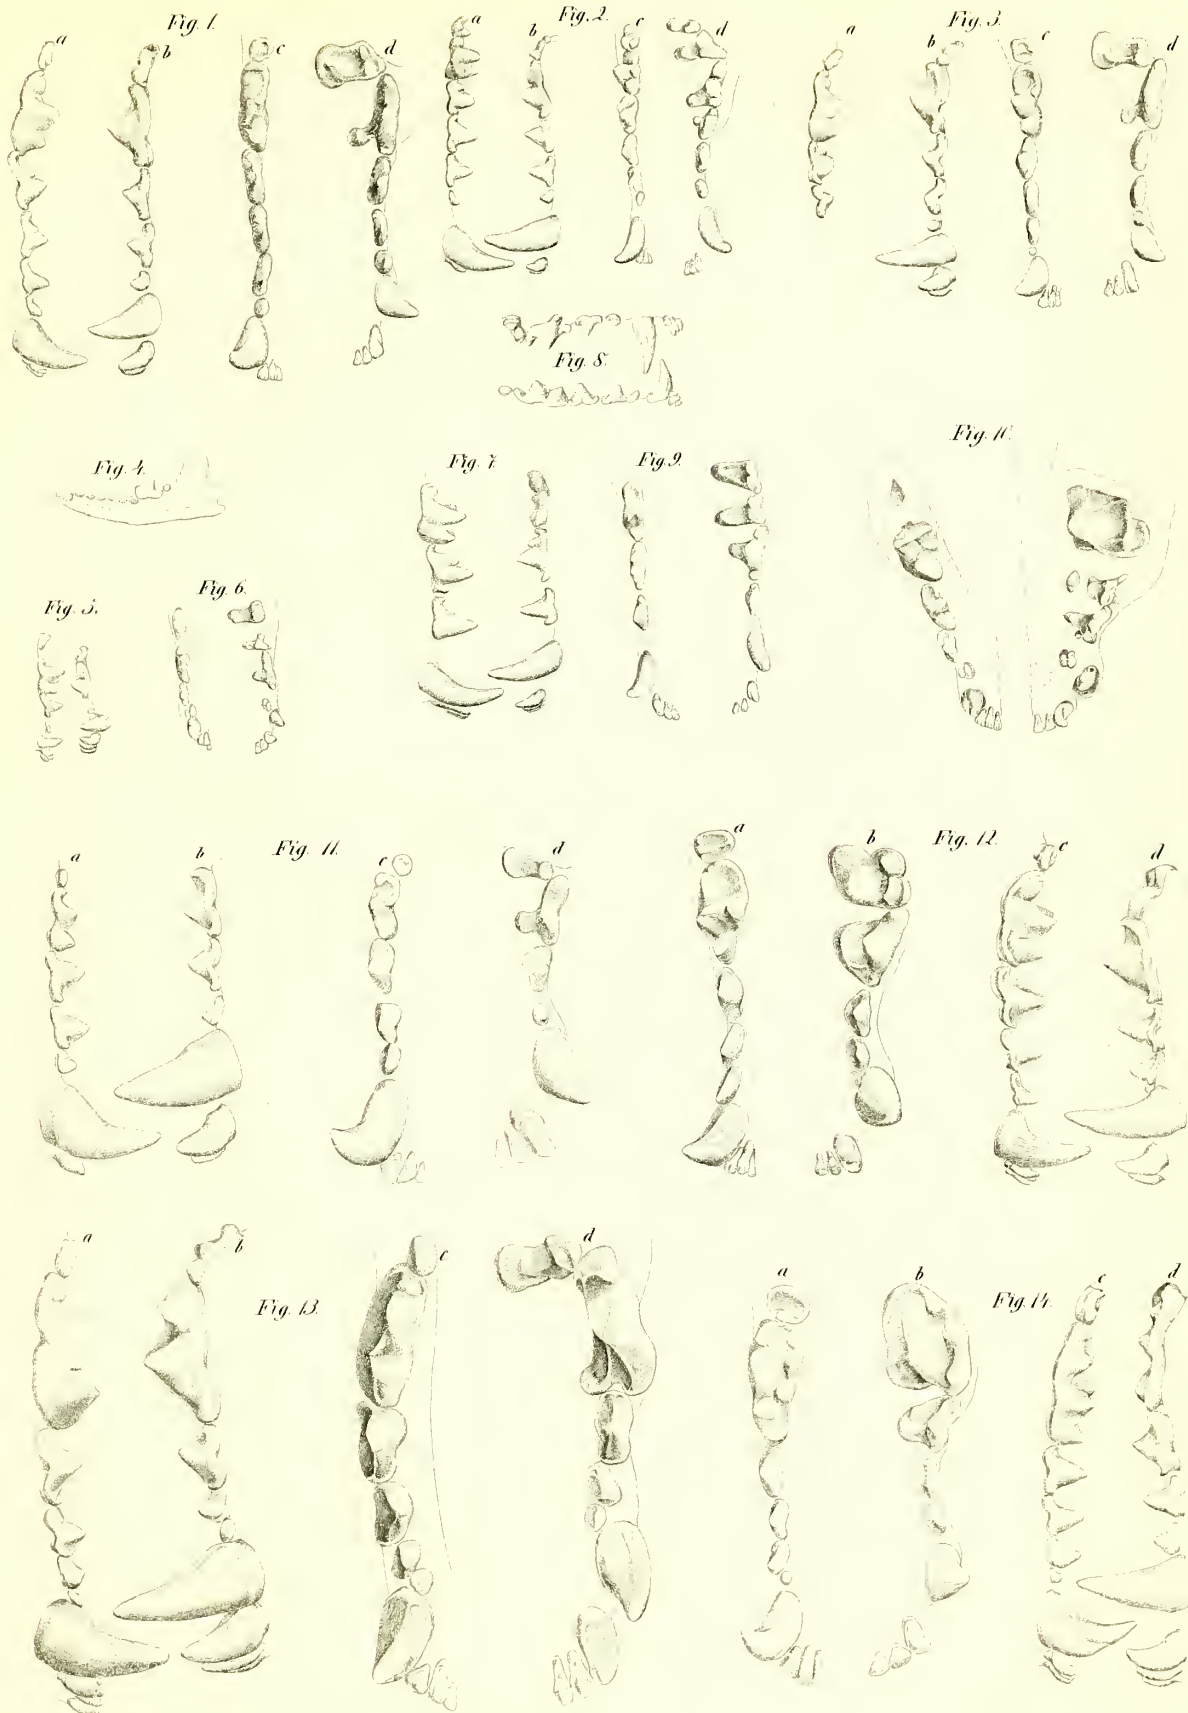 Fig. 1.
a
b
c
d
Fig. 2.
a
b
c
d
Fig. 3.
a
b
c
d
Fig. 8.
Fig. 4.
Fig. 7.
Fig. 9.
Fig. 10.
Fig. 5.
Fig. 6.
Fig. 11.
a
b
c
d
Fig. 12.
a
b
c
d
Fig. 13.
a
b
c
d
Fig. 14.
a
b
c
d